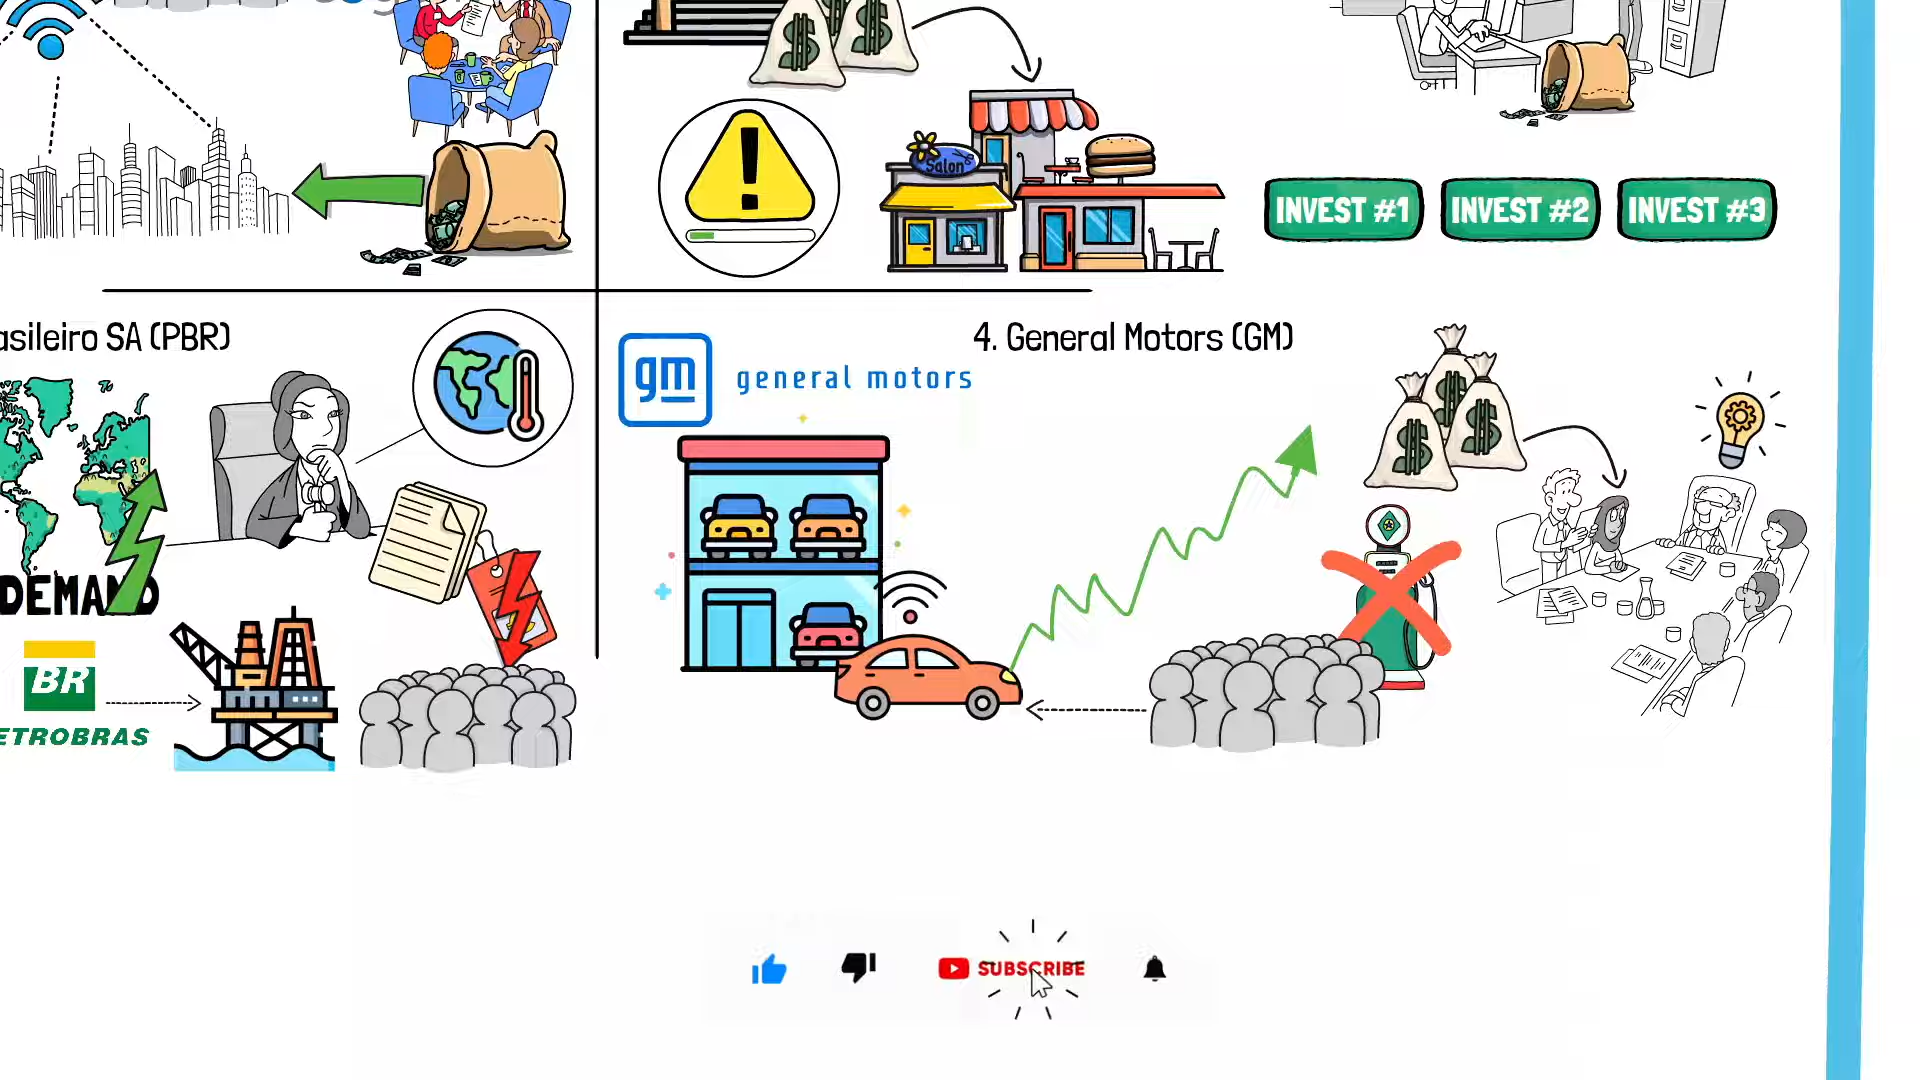 Salon
INVEST #1
INVEST #2
INVEST #3
asileiro SA (PBR)
4. General Motors (GM)
gm
general motors
DEMAND
BR
ETROBRAS
SUBSCRIBE